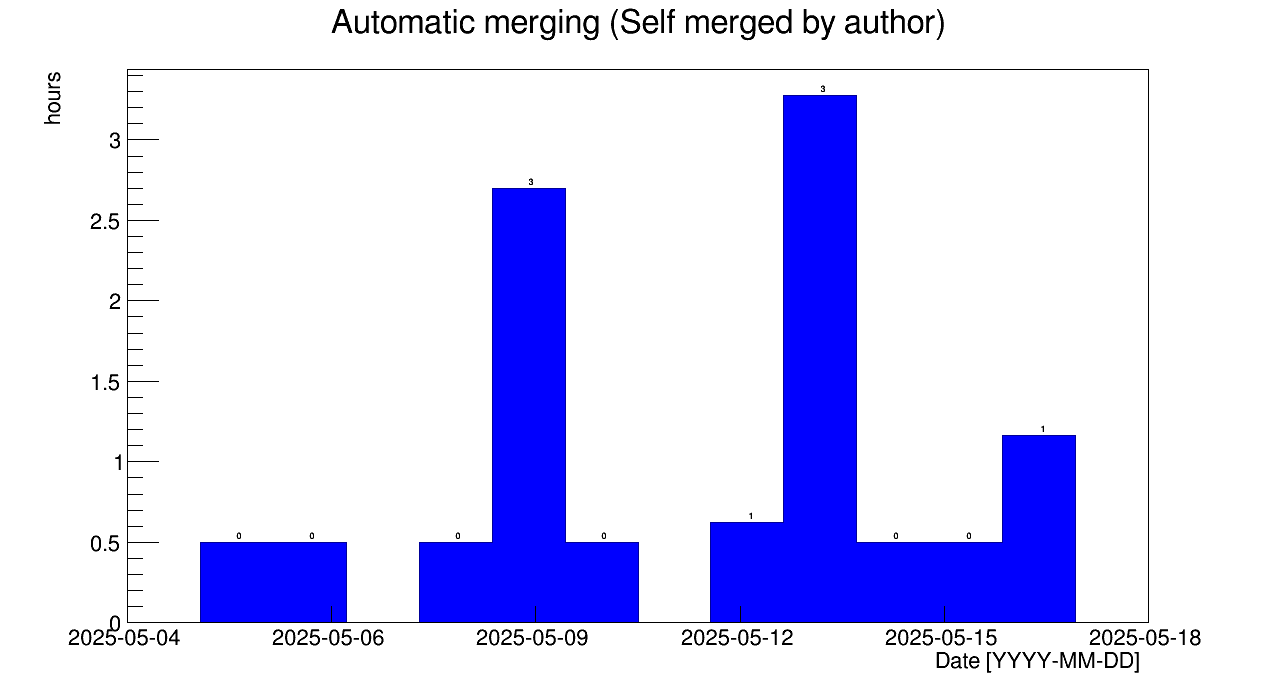 Automatic merging (Self merged by author)
hours
3
2.5
2
1.5
1
0.5
0
0 0 0 3 0 1 3 0 0 1
2025-05-04 2025-05-06 2025-05-09 2025-05-12 2025-05-15 2025-05-18
Date [YYYY-MM-DD]